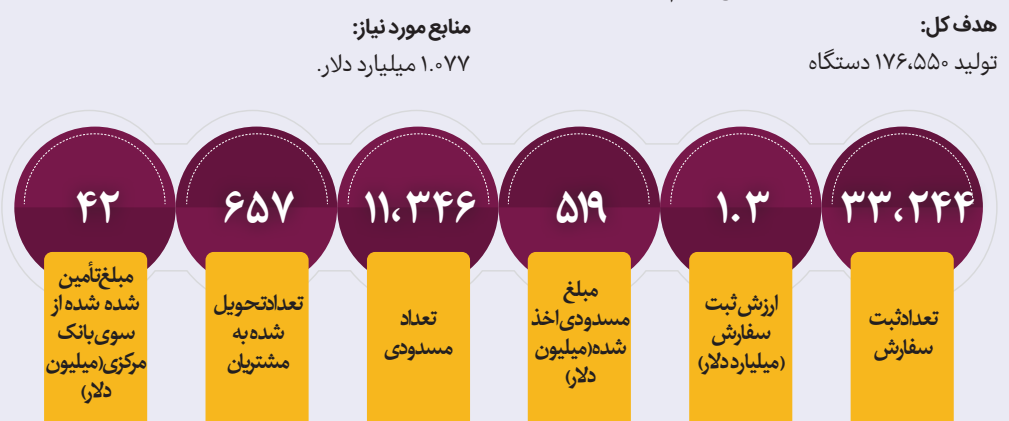 هدف کل:
تولید ۱۷۶،۵۵۰ دستگاه
منابع مورد نیاز:
۱.۰۷۷ میلیارد دلار.
۳۳،۲۴۴
تعداد ثبت
سفارش
۱.۳
ارزش ثبت
سفارش
(میلیارد دلار)
۵۱۹
مبلغ
مسدودی اخذ
شده(میلیون
دلار)
۱۱،۳۴۶
تعداد
مسدودی
۶۵۷
تعداد تحویل
شده به
مشتریان
۴۲
مبلغ تأمین
شده شده از
سوی بانک
مرکزی(میلیون
دلار)